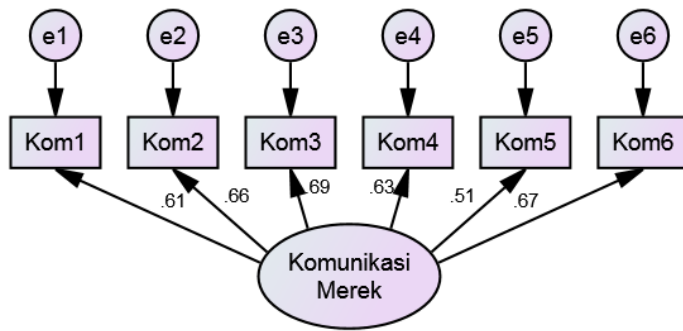 e1 e2 e3 e4 e5 e6
Kom1 Kom2 Kom3 Kom4 Kom5 Kom6
.61 .66 .69 .63 .51 .67
Komunikasi
Merek